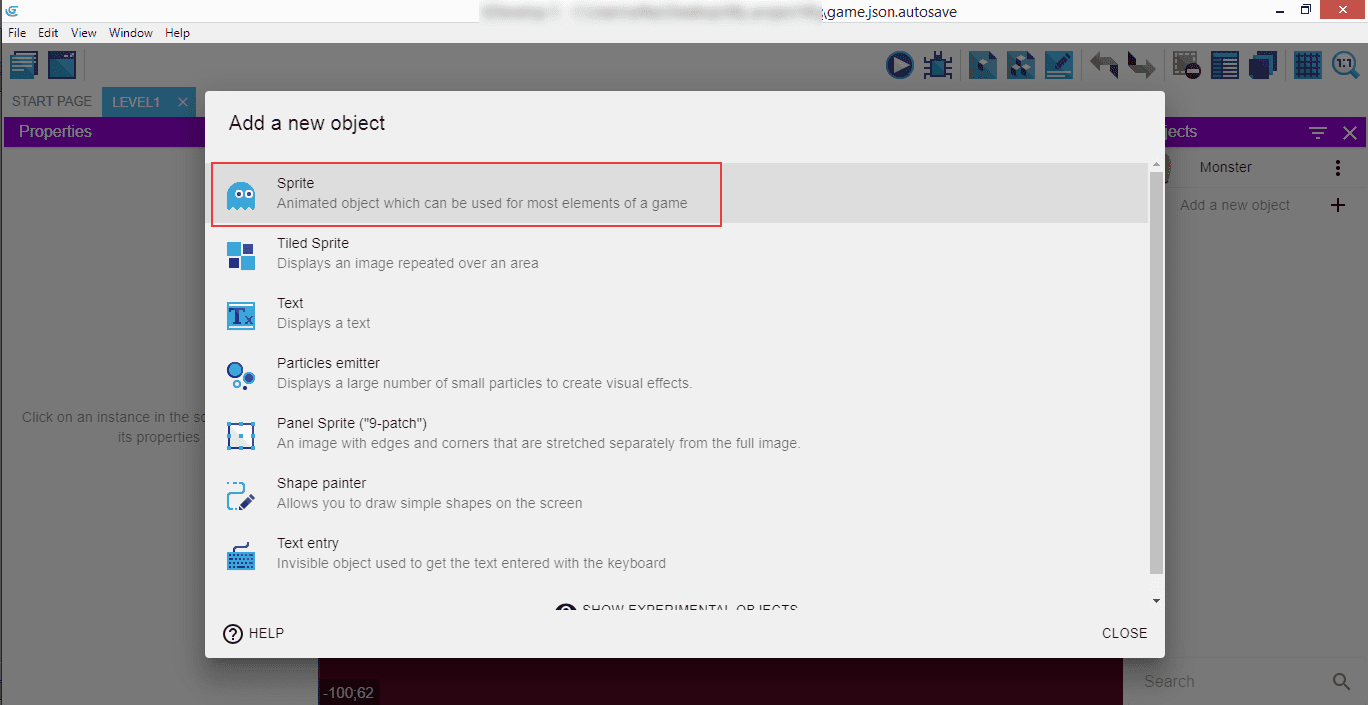 \game.json.autosave
File Edit View Window Help
1:1
START PAGE LEVEL1
Properties
Add a new object
jects
Sprite
Animated object which can be used for most elements of a game
Monster
Add a new object
Tiled Sprite
Displays an image repeated over an area
Text
Displays a text
Particles emitter
Displays a large number of small particles to create visual effects.
Click on an instance in the sc
its properties
Panel Sprite ("9-patch")
An image with edges and corners that are stretched separately from the full image.
Shape painter
Allows you to draw simple shapes on the screen
Text entry
Invisible object used to get the text entered with the keyboard
SHOW EXPERIMENTAL OBJECTS
HELP CLOSE
-100;62
Search